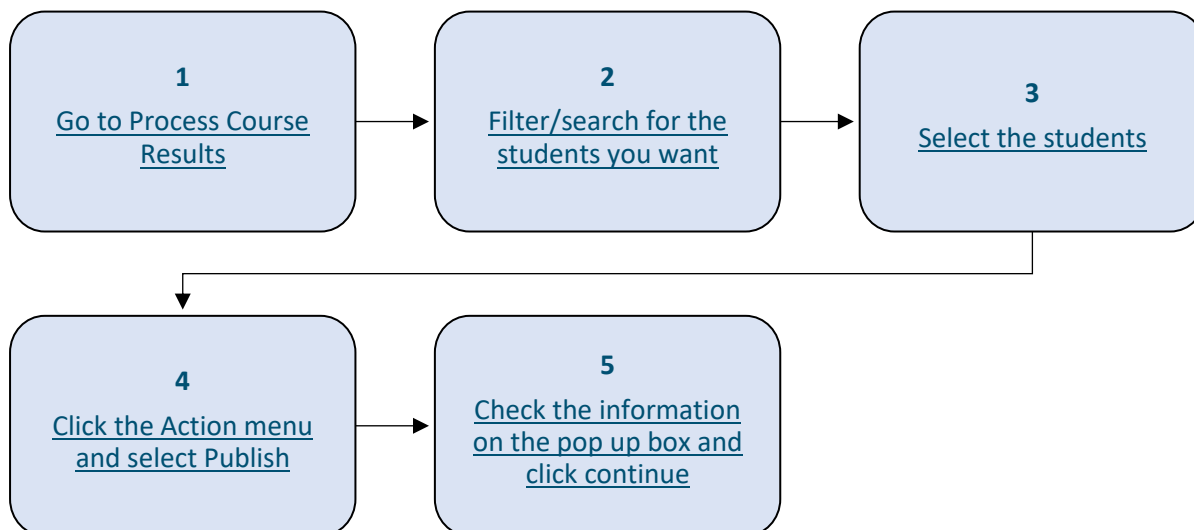 1
Go to Process Course
Results
2
Filter/search for the
students you want
3
Select the students
4
Click the Action menu
and select Publish
5
Check the information
on the pop up box and
click continue